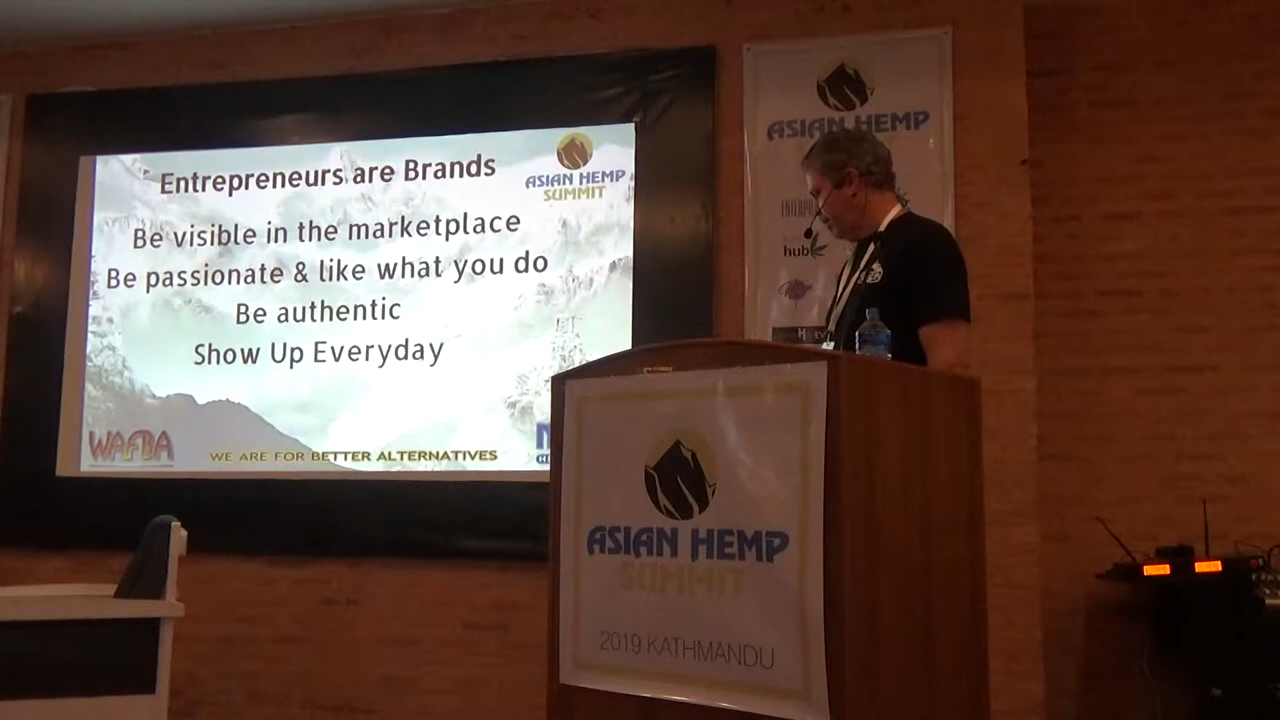 Entrepreneurs are Brands
ASIAN HEMP
SUMMIT
Be visible in the marketplace
Be passionate & like what you do
Be authentic
Show Up Everyday
WAFBA
WE ARE FOR BETTER ALTERNATIVES
ASIAN HEMP
hub
ASIAN HEMP
SUMMIT
2019 KATHMANDU